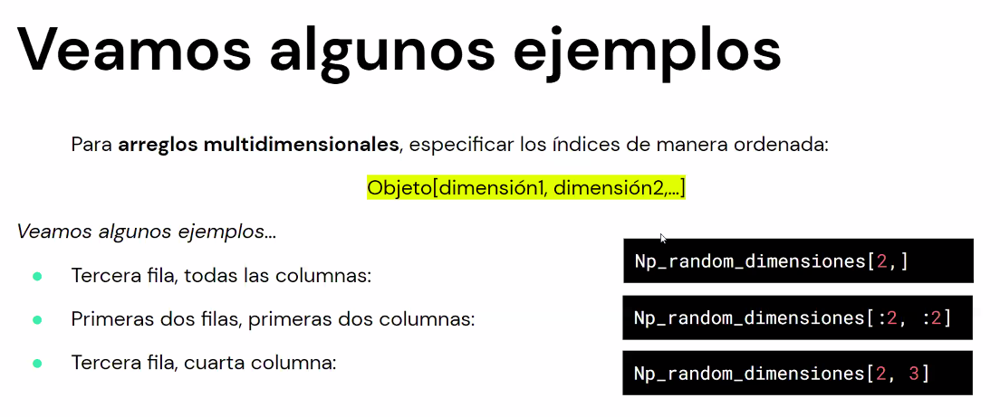 Veamos algunos ejemplos
Para arreglos multidimensionales, especificar los índices de manera ordenada:
Objeto[dimensión1, dimensión2,...]
Veamos algunos ejemplos...
Tercera fila, todas las columnas:
Np_random_dimensiones[2,]
Primeras dos filas, primeras dos columnas:
Np_random_dimensiones[:2, :2]
Tercera fila, cuarta columna:
Np_random_dimensiones[2, 3]